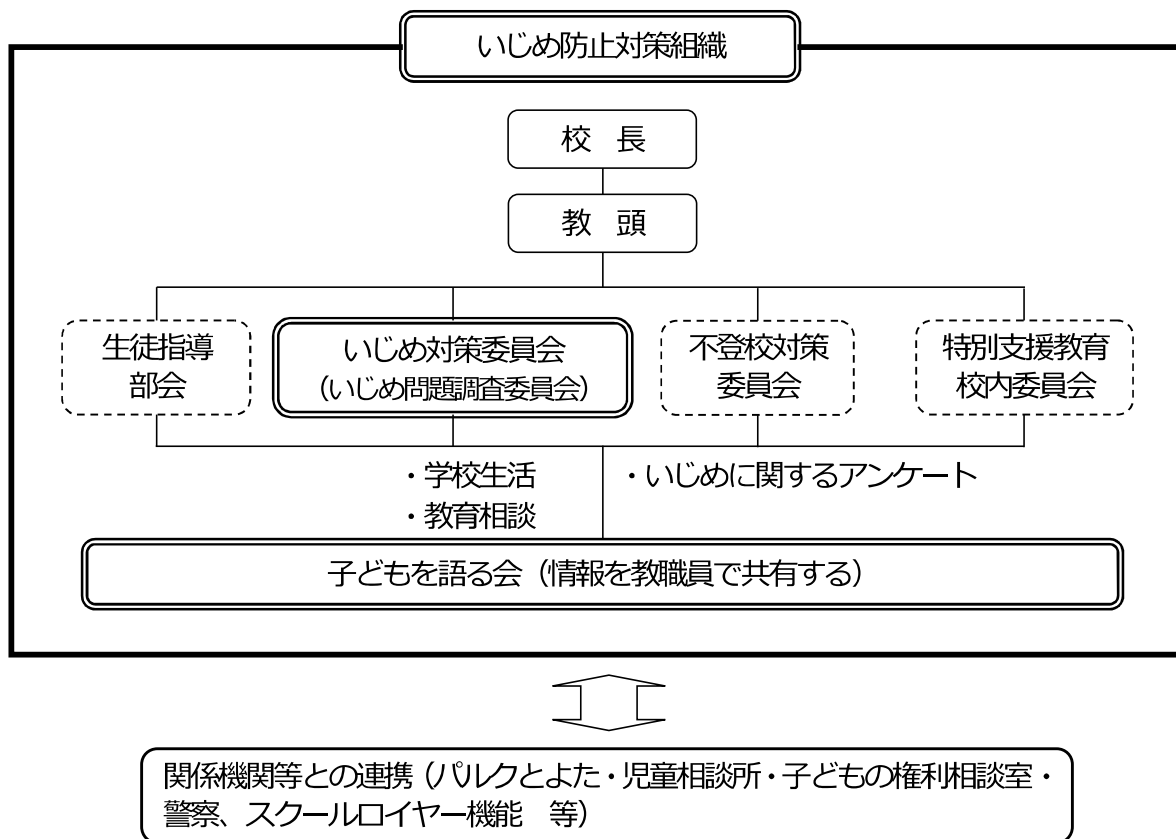 いじめ防止対策組織
校　長
教　頭
生徒指導
部会
いじめ対策委員会
（いじめ問題調査委員会）
不登校対策
委員会
特別支援教育
校内委員会
・学校生活
・教育相談
・いじめに関するアンケート
子どもを語る会（情報を教職員で共有する）
関係機関等との連携（パルクとよた・児童相談所・子どもの権利相談室・
警察、スクールロイヤー機能　等）